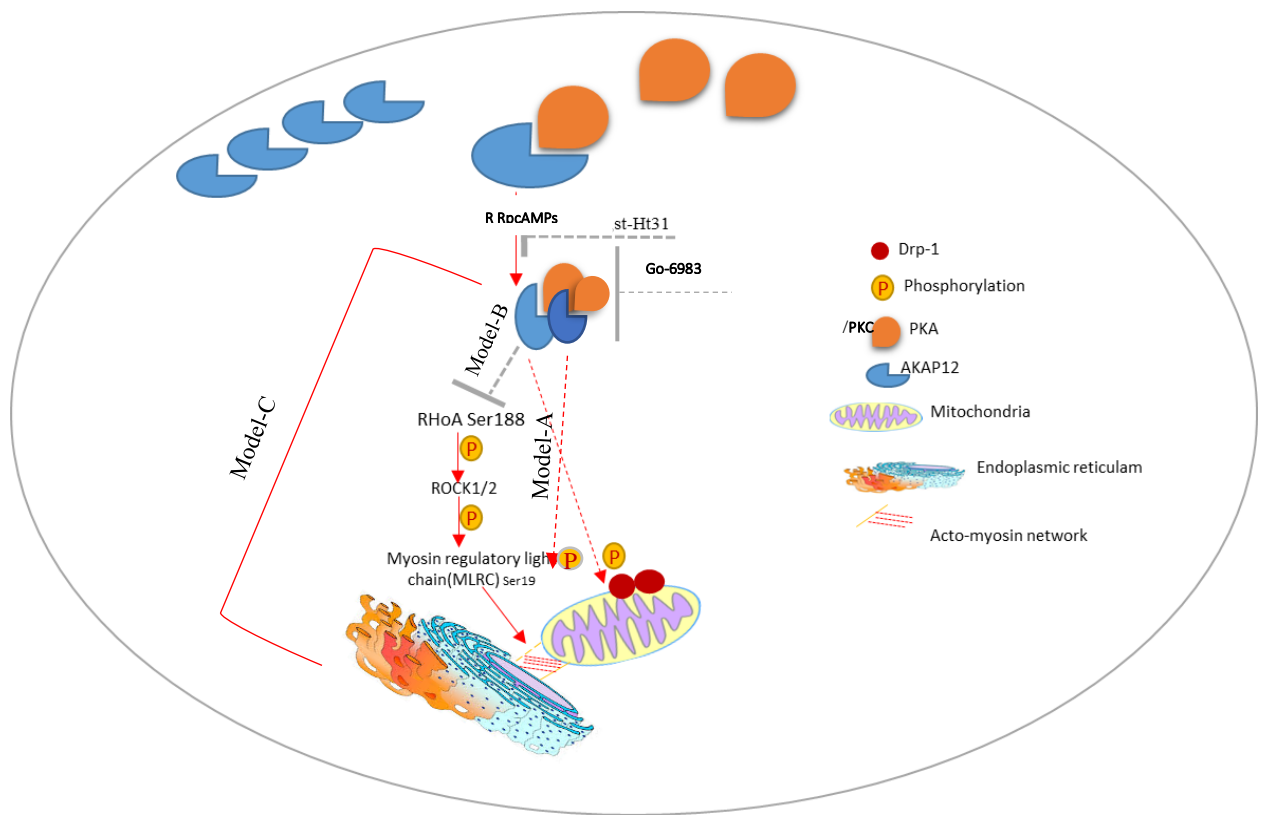 R RpcAMPs
st-Ht31
Go-6983
Model-B
Model-C
RHoA Ser188
P
Model-A
ROCK1/2
P
Myosin regulatory ligh P
chain(MLRC) Ser19
P
Drp-1
P Phosphorylation
/PKC PKA
AKAP12
Mitochondria
Endoplasmic reticulam
Acto-myosin network